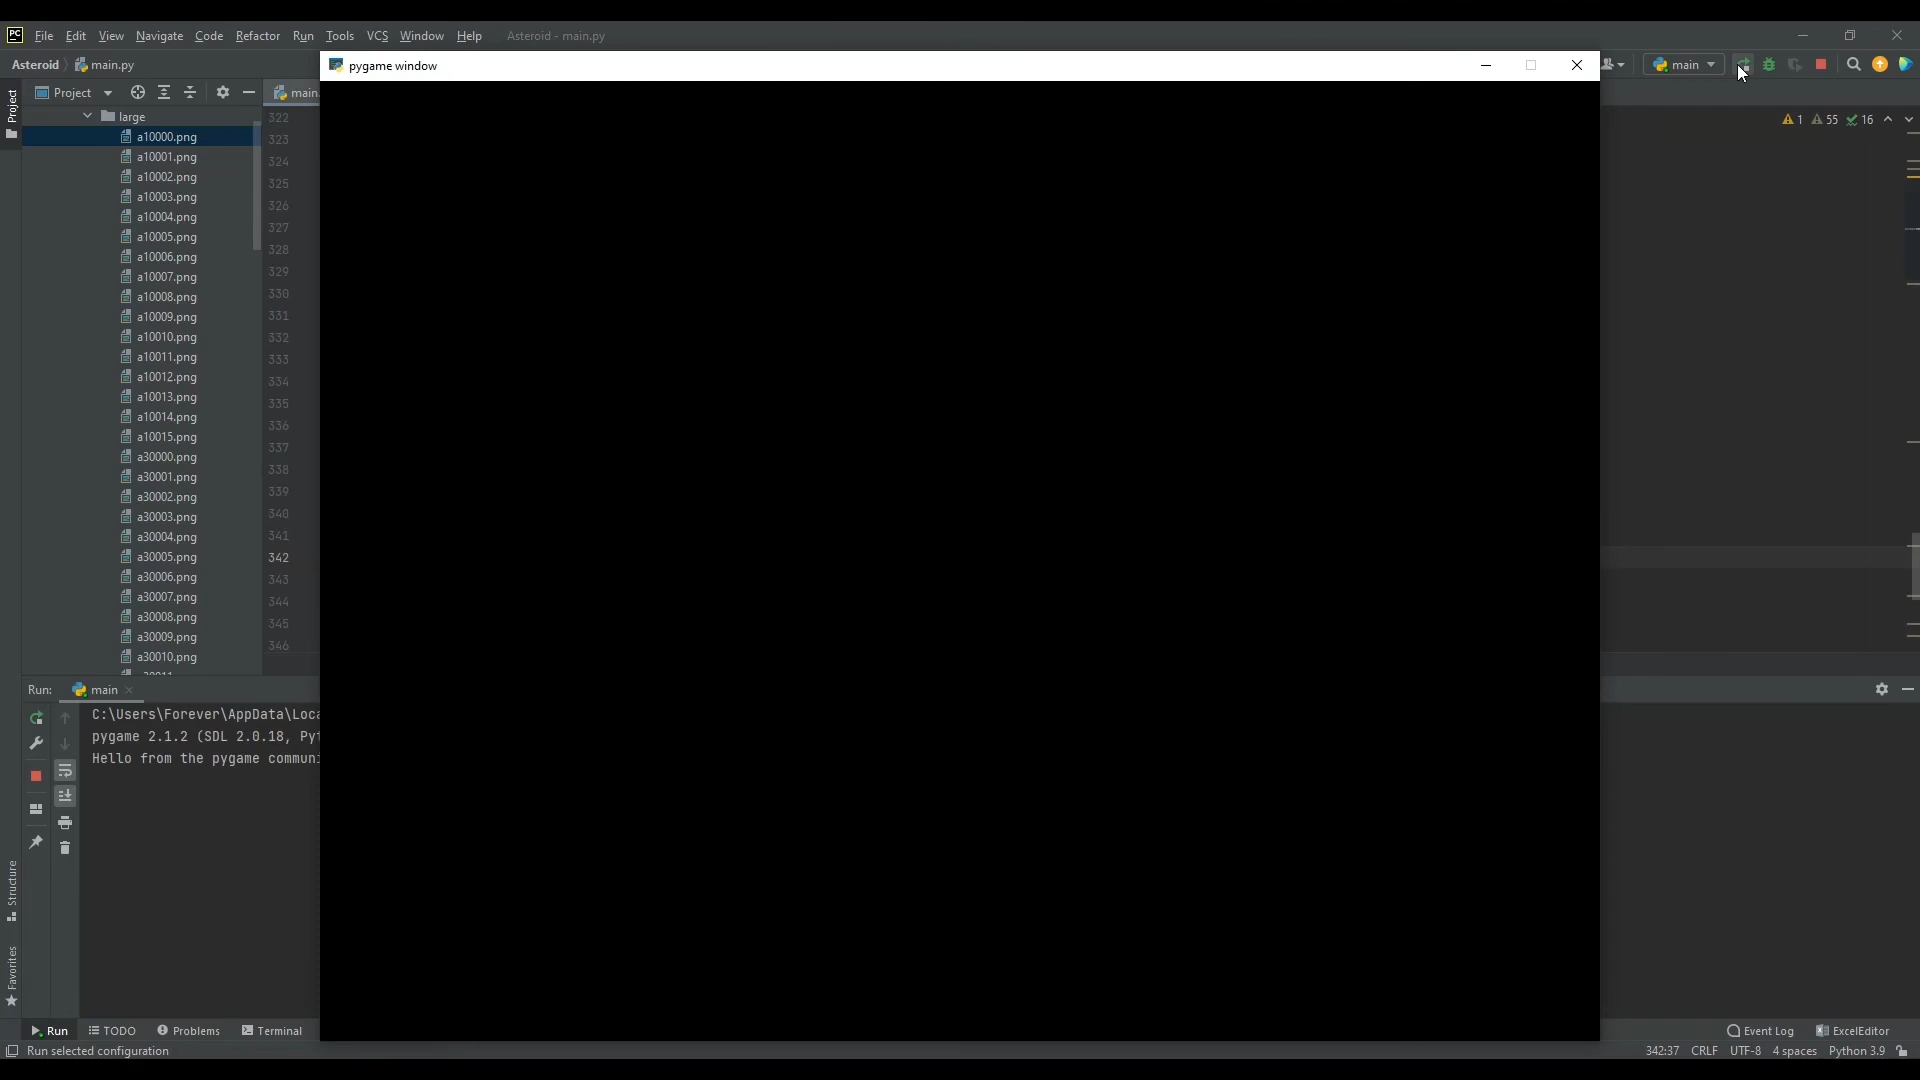 PC File Edit View Navigate Code Refactor Run Tools VCS Window Help Asteroid - main.py
Asteroid main.py
pygame window
main
Project
Project
main.
1 55 16
large
a10000.png
a10001.png
a10002.png
a10003.png
a10004.png
a10005.png
a10006.png
a10007.png
a10008.png
a10009.png
a10010.png
a10011.png
a10012.png
a10013.png
a10014.png
a10015.png
a30000.png
a30001.png
a30002.png
a30003.png
a30004.png
a30005.png
a30006.png
a30007.png
a30008.png
a30009.png
a30010.png
322
323
324
325
326
327
328
329
330
331
332
333
334
335
336
337
338
339
340
341
342
343
344
345
346
Run: main
C:\Users\Forever\AppData\Loca
pygame 2.1.2 (SDL 2.0.18, Pyt
Hello from the pygame communi
Structure
Favorites
Run TODO Problems Terminal Event Log ExcelEditor
Run selected configuration 342:37 CRLF UTF-8 4 spaces Python 3.9